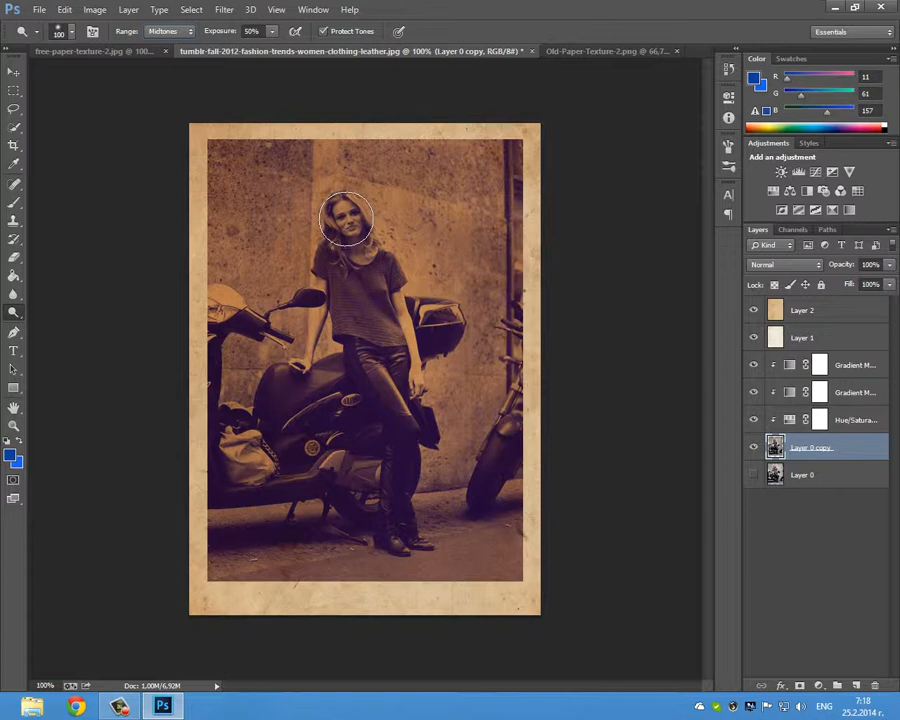 Ps File Edit Image Layer Type Select Filter 3D View Window Help
100 Range: Midtones Exposure: 50% Protect Tones Essentials
free-paper-texture-2.jpg @ 100... × tumblr-fall-2012-fashion-trends-women-clothing-leather.jpg @ 100% (Layer 0 copy, RGB/8#) * × Old-Paper-Texture-2.png @ 66,7... ×
Color Swatches
R 11
G 61
B 157
Adjustments Styles
Add an adjustment
Layers Channels Paths
Kind
Normal Opacity: 100%
Lock: Fill: 100%
Layer 2
Layer 1
Gradient M...
Gradient M...
Hue/Satura...
Layer 0 copy
Layer 0
100% Doc: 1,00M/6,92M
fx
Ps ENG 7:18
25.2.2014 г.